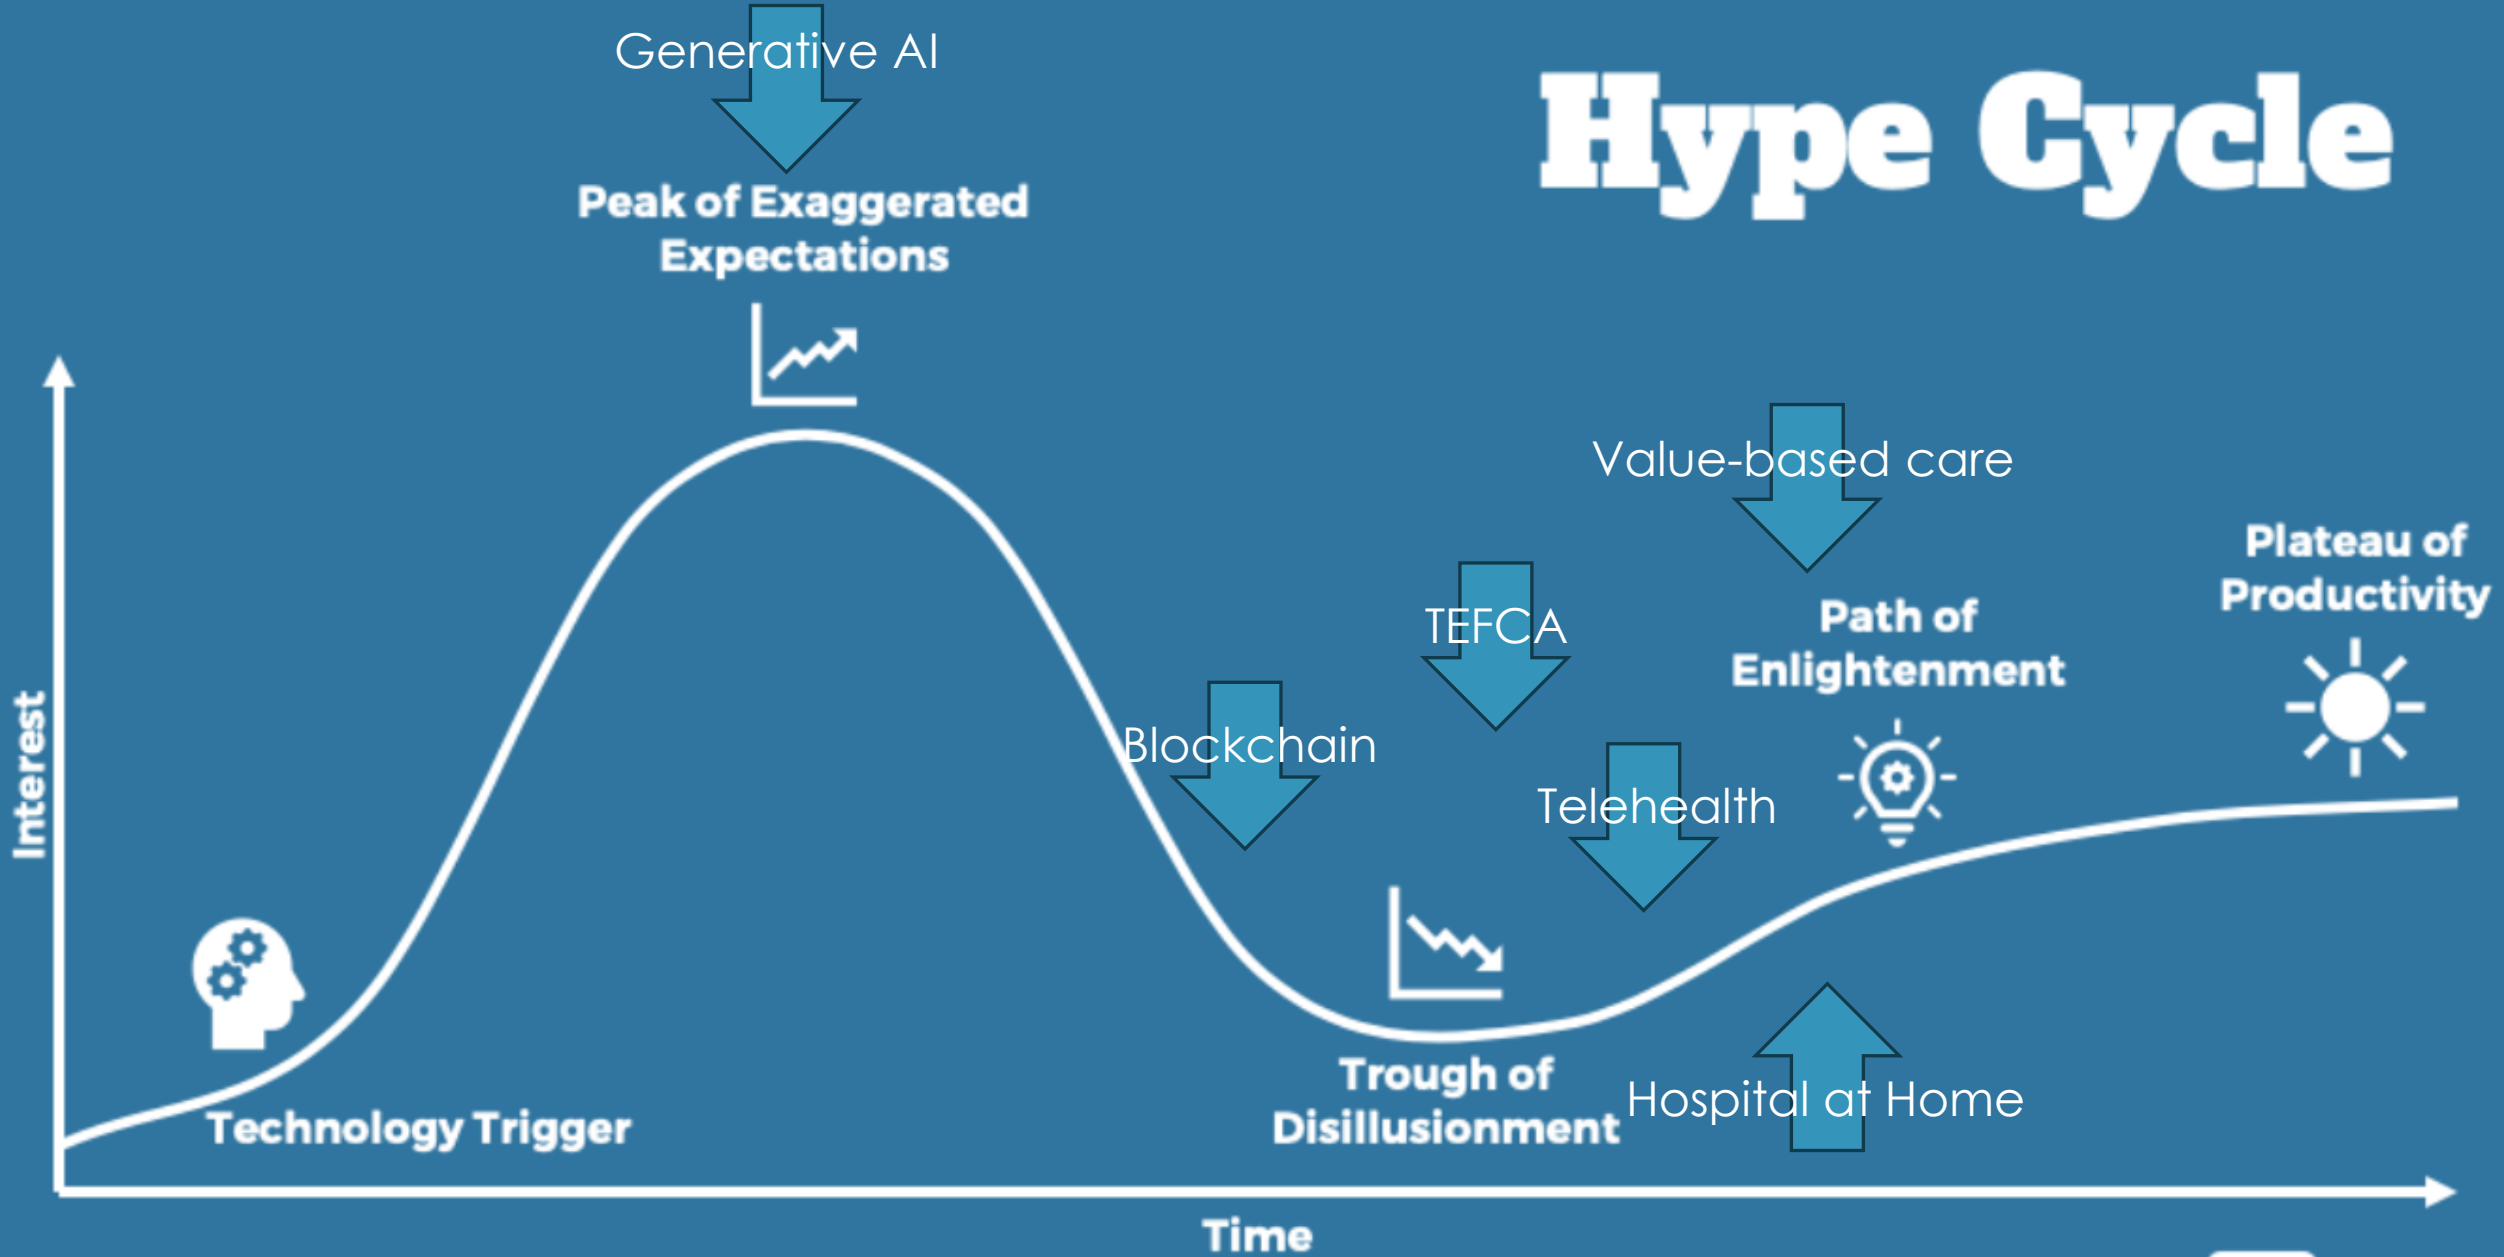 Generative AI
Hype Cycle
Peak of Exaggerated
Expectations
Value-based care
Plateau of
Productivity
TEFCA
Path of
Enlightenment
Blockchain
Telehealth
Interest
Technology Trigger
Trough of
Disillusionment
Hospital at Home
Time